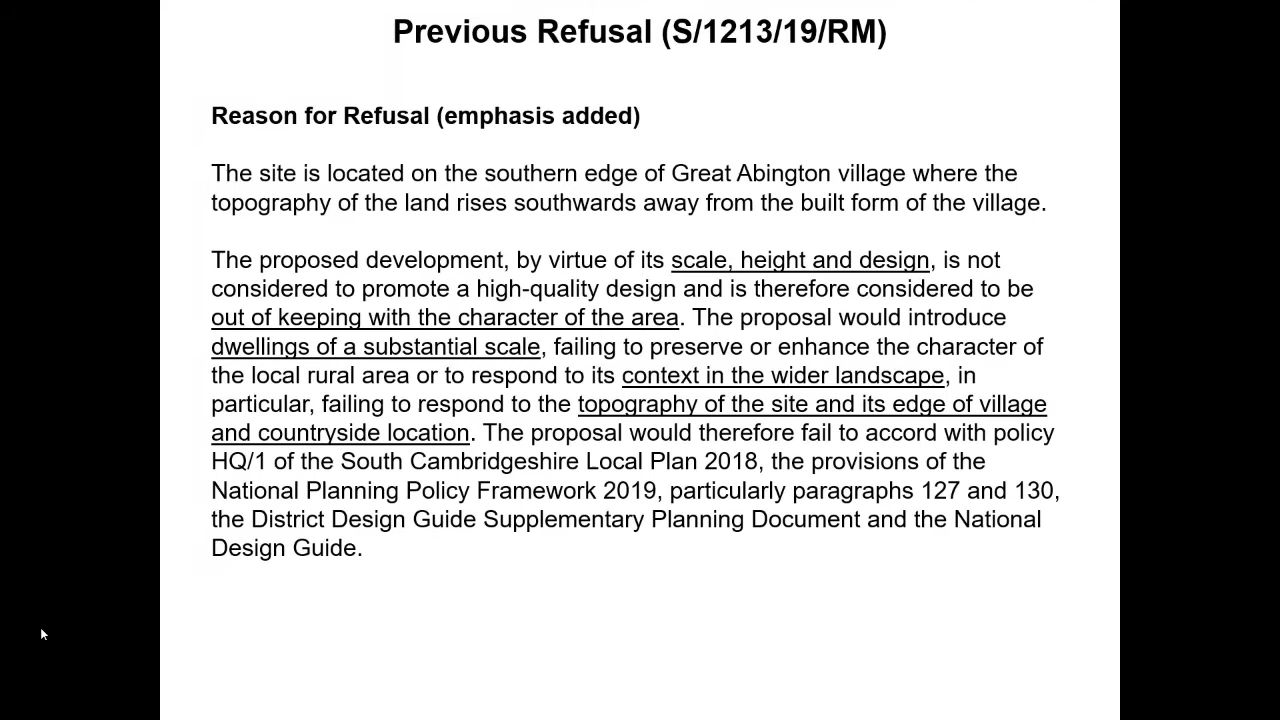 Previous Refusal (S/1213/19/RM)
Reason for Refusal (emphasis added)
The site is located on the southern edge of Great Abington village where the
topography of the land rises southwards away from the built form of the village.
The proposed development, by virtue of its scale, height and design, is not
considered to promote a high-quality design and is therefore considered to be
out of keeping with the character of the area. The proposal would introduce
dwellings of a substantial scale, failing to preserve or enhance the character of
the local rural area or to respond to its context in the wider landscape, in
particular, failing to respond to the topography of the site and its edge of village
and countryside location. The proposal would therefore fail to accord with policy
HQ/1 of the South Cambridgeshire Local Plan 2018, the provisions of the
National Planning Policy Framework 2019, particularly paragraphs 127 and 130,
the District Design Guide Supplementary Planning Document and the National
Design Guide.